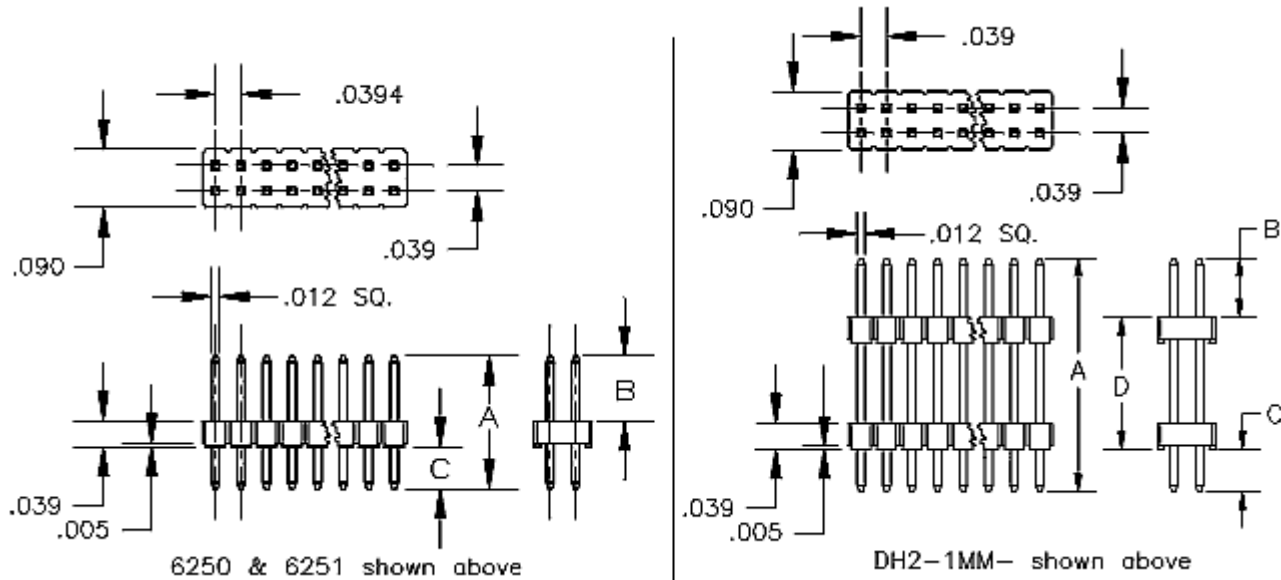 .0394
.090
.039
.012 SQ.
B
A
C
.039
.005
6250 & 6251 shown above
.039
.090
.039
.012 SQ.
B
A
D
C
.039
.005
DH2-1MM- shown above